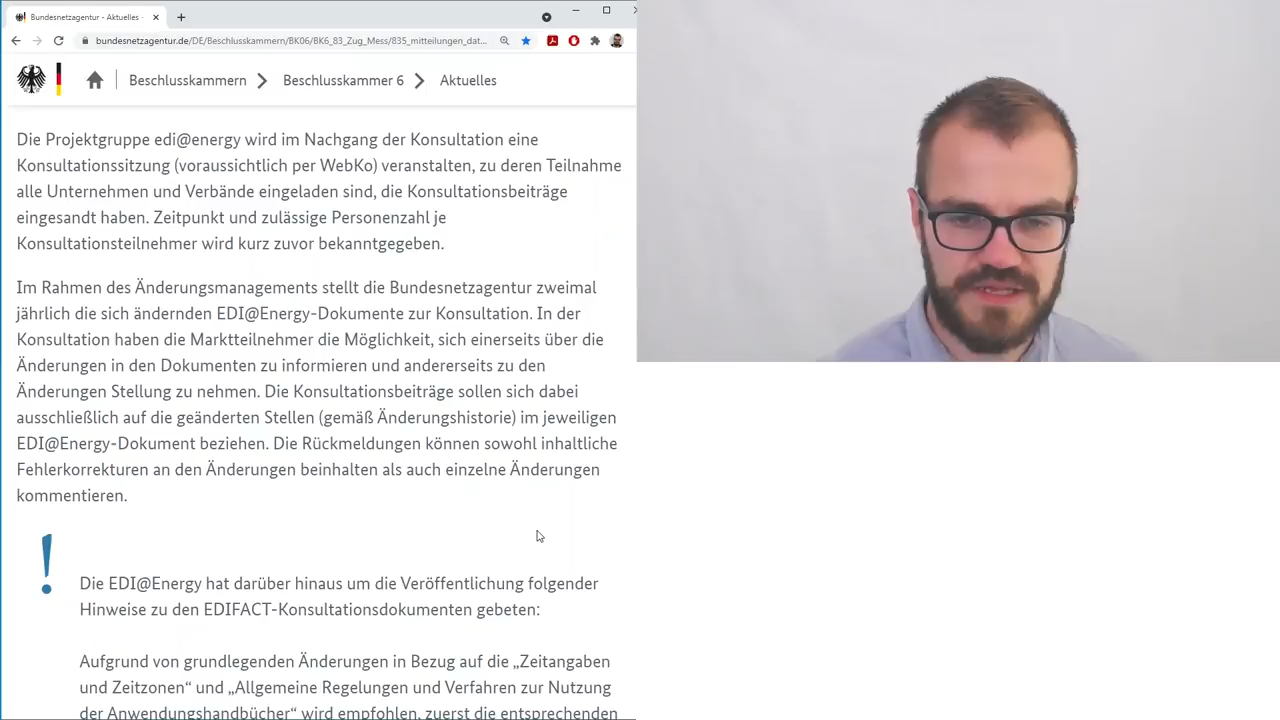 Bundesnetzagentur - Aktuelles
bundesnetzagentur.de/DE/Beschlusskammern/BK06/BK6_83_Zug_Mess/835_mitteilungen_dat...
Beschlusskammern
Beschlusskammer 6
Aktuelles
Die Projektgruppe edi@energy wird im Nachgang der Konsultation eine
Konsultationssitzung (voraussichtlich per WebKo) veranstalten, zu deren Teilnahme
alle Unternehmen und Verbände eingeladen sind, die Konsultationsbeiträge
eingesandt haben. Zeitpunkt und zulässige Personenzahl je
Konsultationsteilnehmer wird kurz zuvor bekanntgegeben.
Im Rahmen des Änderungsmanagements stellt die Bundesnetzagentur zweimal
jährlich die sich ändernden EDI@Energy-Dokumente zur Konsultation. In der
Konsultation haben die Marktteilnehmer die Möglichkeit, sich einerseits über die
Änderungen in den Dokumenten zu informieren und andererseits zu den
Änderungen Stellung zu nehmen. Die Konsultationsbeiträge sollen sich dabei
ausschließlich auf die geänderten Stellen (gemäß Änderungshistorie) im jeweiligen
EDI@Energy-Dokument beziehen. Die Rückmeldungen können sowohl inhaltliche
Fehlerkorrekturen an den Änderungen beinhalten als auch einzelne Änderungen
kommentieren.
!
Die EDI@Energy hat darüber hinaus um die Veröffentlichung folgender
Hinweise zu den EDIFACT-Konsultationsdokumenten gebeten:
Aufgrund von grundlegenden Änderungen in Bezug auf die „Zeitangaben
und Zeitzonen“ und „Allgemeine Regelungen und Verfahren zur Nutzung
der Anwendungshandbücher“ wird empfohlen, zuerst die entsprechenden